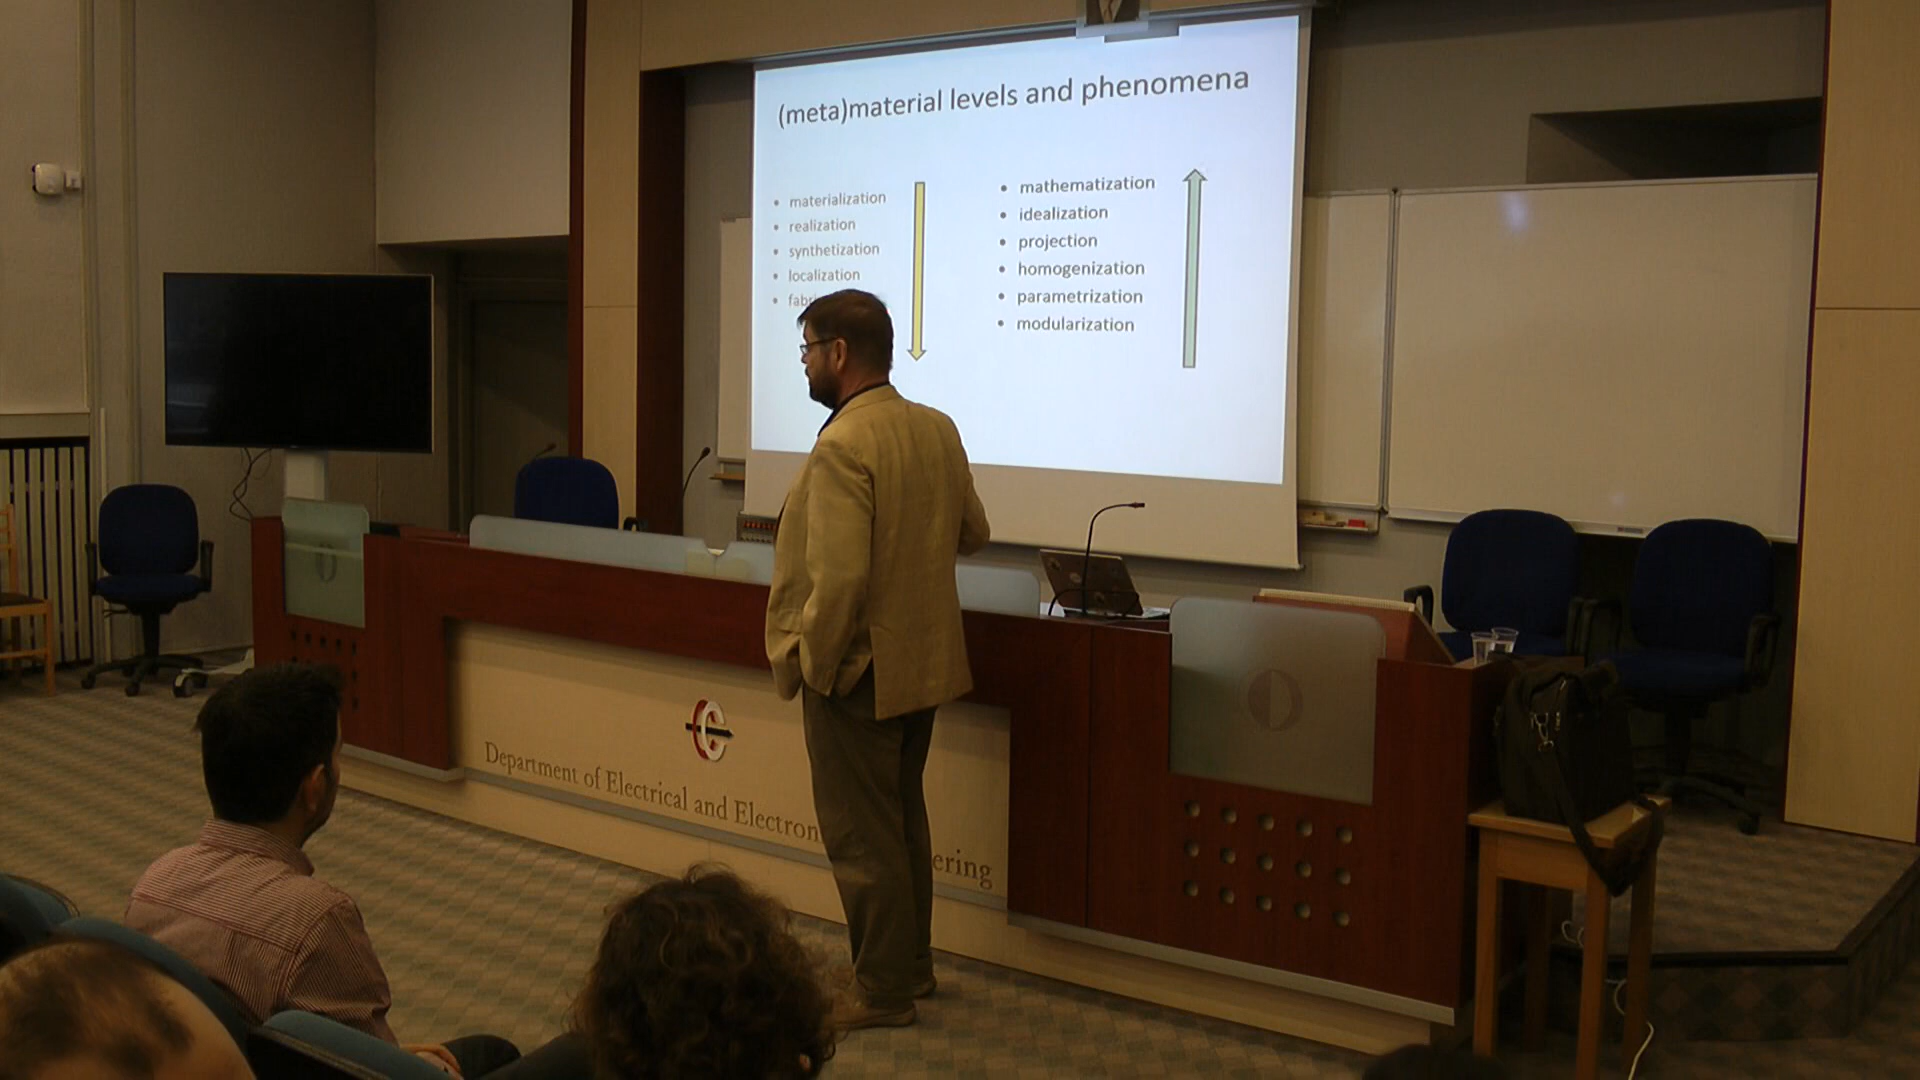 (meta)material levels and phenomena
• materialization
• realization
• synthetization
• localization
• fabri
• mathematization
• idealization
• projection
• homogenization
• parametrization
• modularization
Department of Electrical and Electron ering